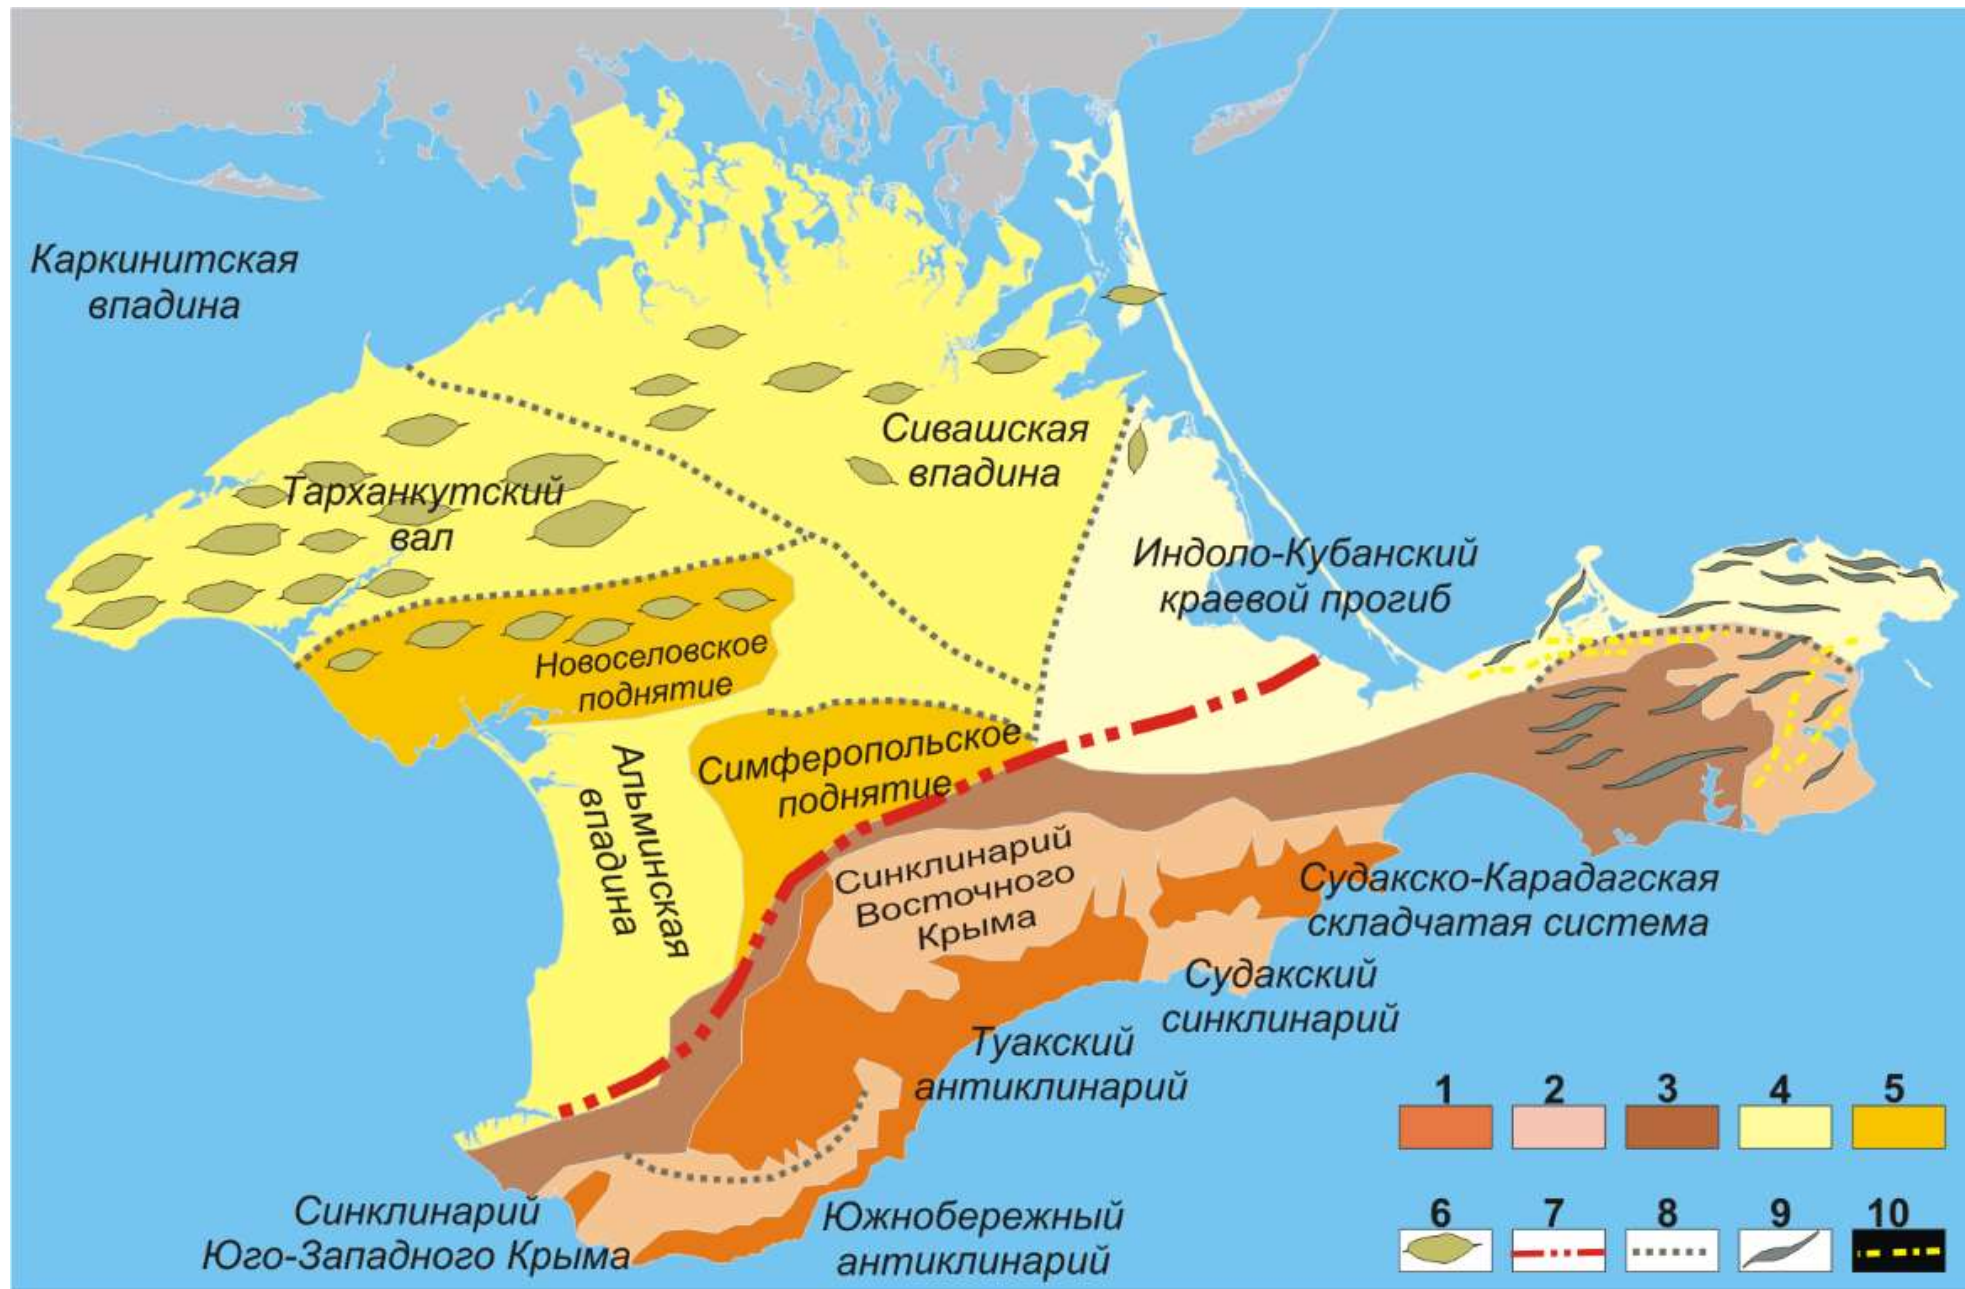 Каркинитская
впадина
Сивашская
впадина
Тарханкутский
вал
Индоло-Кубанский
краевой прогиб
Новоселовское
поднятие
Симферопольское
поднятие
Альминская
впадина
Синклинарий
Восточного
Крыма
Судакско-Карадагская
складчатая система
Судакский
синклинарий
Туакский
антиклинарий
Синклинарий
Юго-Западного Крыма
Южнобережный
антиклинарий
1 2 3 4 5
6 7 8 9 10